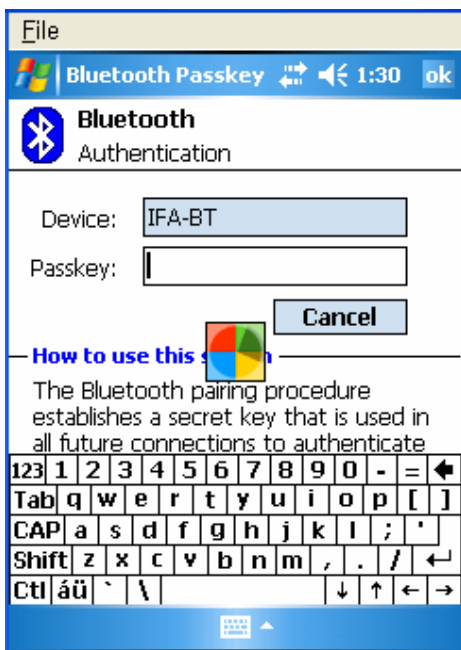 File
Bluetooth Passkey 1:30 ok
Bluetooth
Authentication
Device: IFA-BT
Passkey:
Cancel
How to use this
The Bluetooth pairing procedure
establishes a secret key that is used in
all future connections to authenticate
123 1 2 3 4 5 6 7 8 9 0 - =
Tab q w e r t y u i o p [ ]
CAP a s d f g h j k l ; '
Shift z x c v b n m , . /
Ctl áü ` \